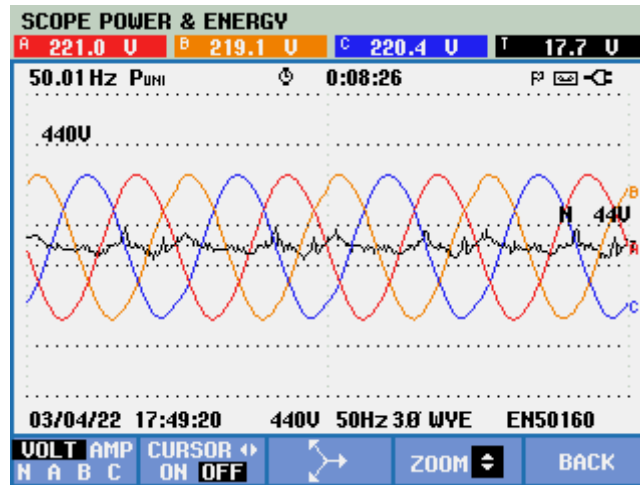 SCOPE POWER & ENERGY
A 221.0 V B 219.1 V C 220.4 V T 17.7 V
50.01 Hz PUNI 0:08:26
440V
B
N 44V
T
A
C
03/04/22 17:49:20 440V 50Hz 3Ø WYE EN50160
VOLT AMP CURSOR ZOOM BACK
N A B C ON OFF